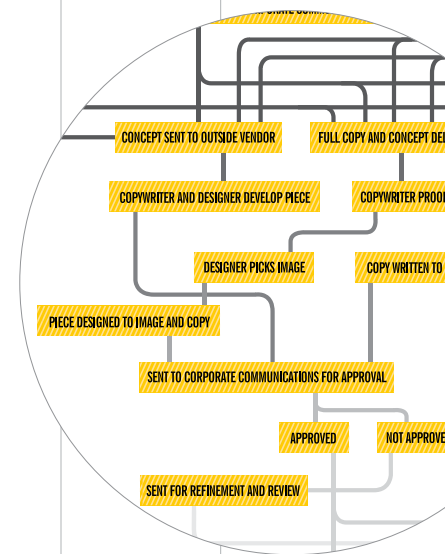 CONCEPT SENT TO OUTSIDE VENDOR
FULL COPY AND CONCEPT
COPYWRITER AND DESIGNER DEVELOP PIECE
COPYWRITER
DESIGNER PICKS IMAGE
COPY WRITTEN TO
PIECE DESIGNED TO IMAGE AND COPY
SENT TO CORPORATE COMMUNICATIONS FOR APPROVAL
APPROVED
NOT APPROVE
SENT FOR REFINEMENT AND REVIEW